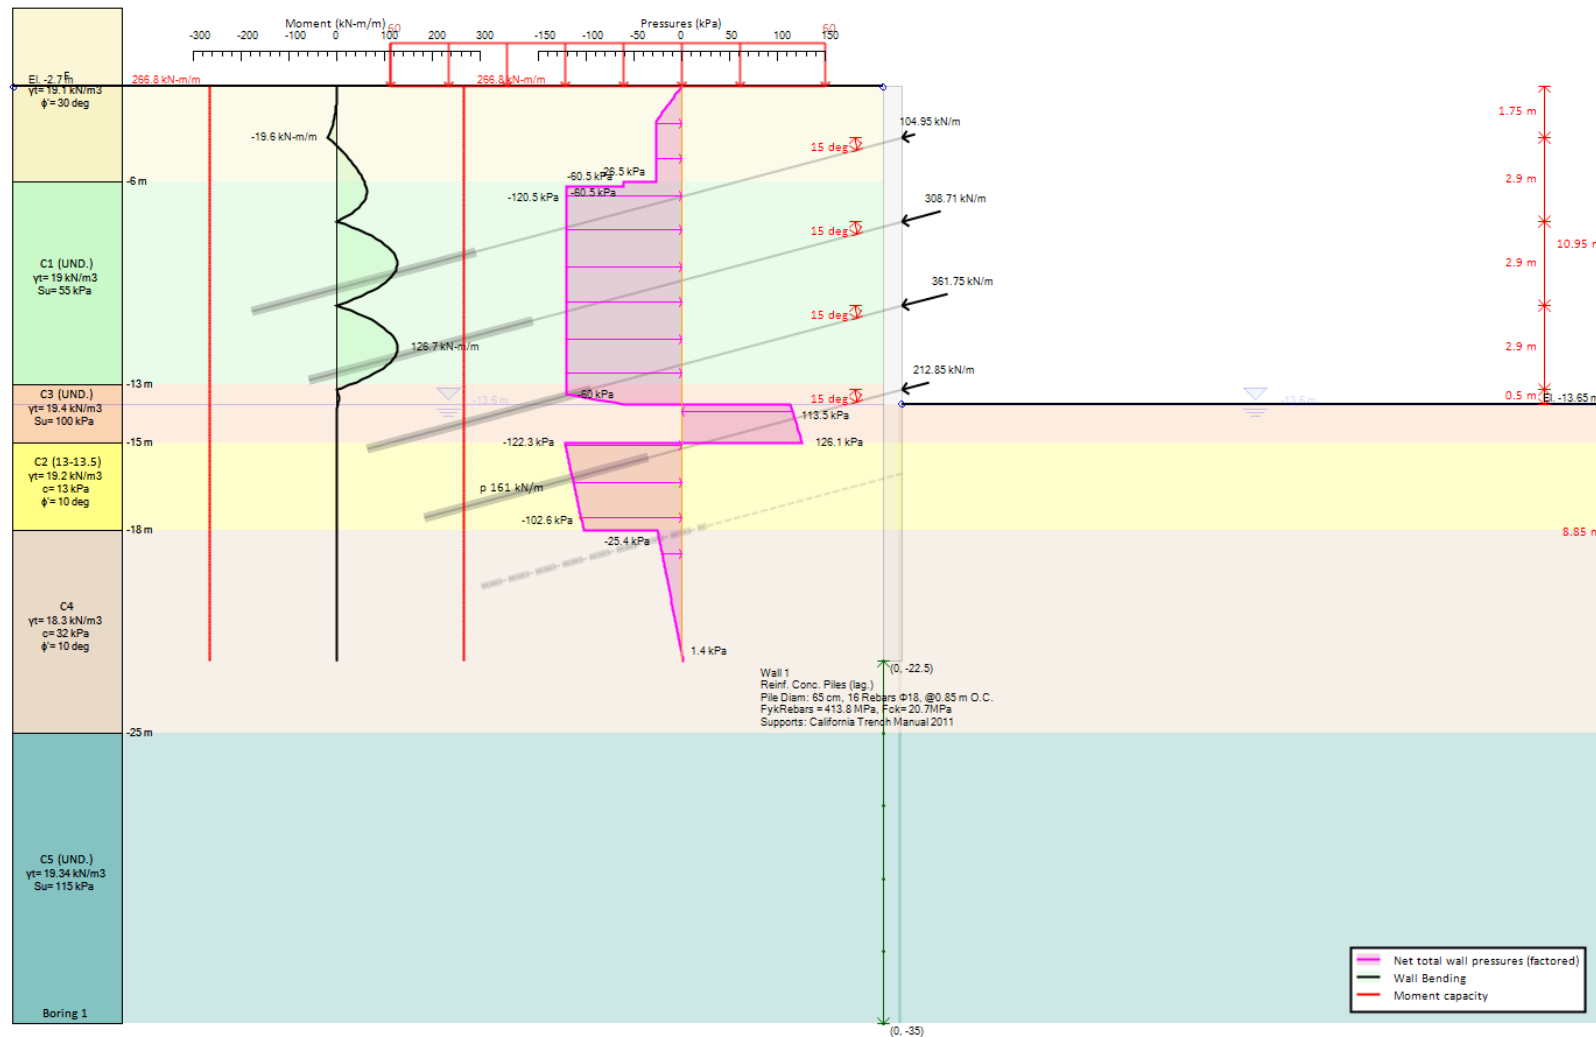 Moment (kN-m/m)
Pressures (kPa)
60
60
-300 -200 -100 0 100 200 300
-150 -100 -50 0 50 100 150
F
El. -2.7 m
γt= 19.1 kN/m3
ϕ'= 30 deg
266.8 kN-m/m
266.8 kN-m/m
-19.6 kN-m/m
104.95 kN/m
1.75 m
15 deg
-6 m
-60.5 kPa
-26.5 kPa
-60.5 kPa
-120.5 kPa
2.9 m
308.71 kN/m
15 deg
10.95 m
C1 (UND.)
γt= 19 kN/m3
Su= 55 kPa
2.9 m
361.75 kN/m
15 deg
126.7 kN-m/m
2.9 m
212.85 kN/m
-13 m
C3 (UND.)
γt= 19.4 kN/m3
Su= 100 kPa
-60 kPa
-13.6 m
15 deg
-13.6 m
0.5 m
El. -13.65 m
113.5 kPa
-15 m
-122.3 kPa
126.1 kPa
C2 (13-13.5)
γt= 19.2 kN/m3
c= 13 kPa
ϕ'= 10 deg
p 161 kN/m
-102.6 kPa
-18 m
-25.4 kPa
8.85 m
C4
γt= 18.3 kN/m3
c= 32 kPa
ϕ'= 10 deg
1.4 kPa
(0, -22.5)
Wall 1
Reinf. Conc. Piles (lag.)
Pile Diam: 65 cm, 16 Rebars Φ18, @0.85 m O.C.
FykRebars = 413.8 MPa, Fck= 20.7MPa
Supports: California Trench Manual 2011
-25 m
C5 (UND.)
γt= 19.34 kN/m3
Su= 115 kPa
Net total wall pressures (factored)
Wall Bending
Moment capacity
Boring 1
(0, -35)